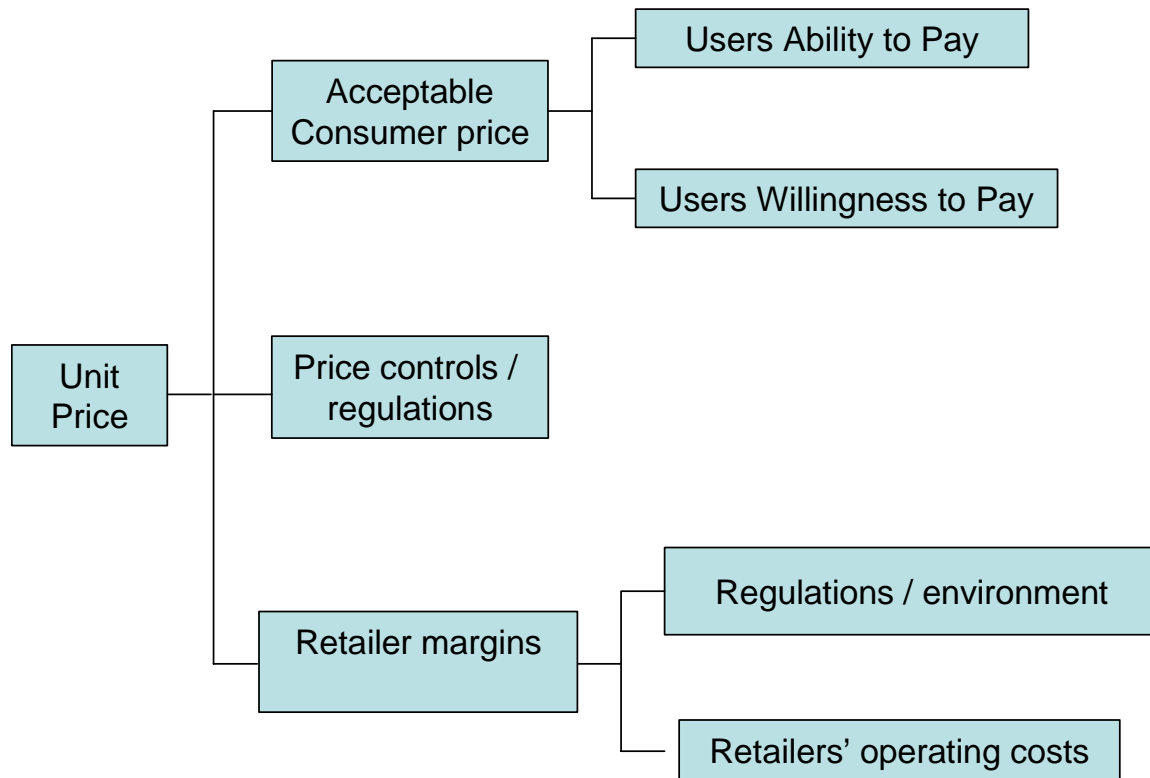 Users Ability to Pay
Acceptable
Consumer price
Users Willingness to Pay
Unit
Price
Price controls /
regulations
Regulations / environment
Retailer margins
Retailers’ operating costs